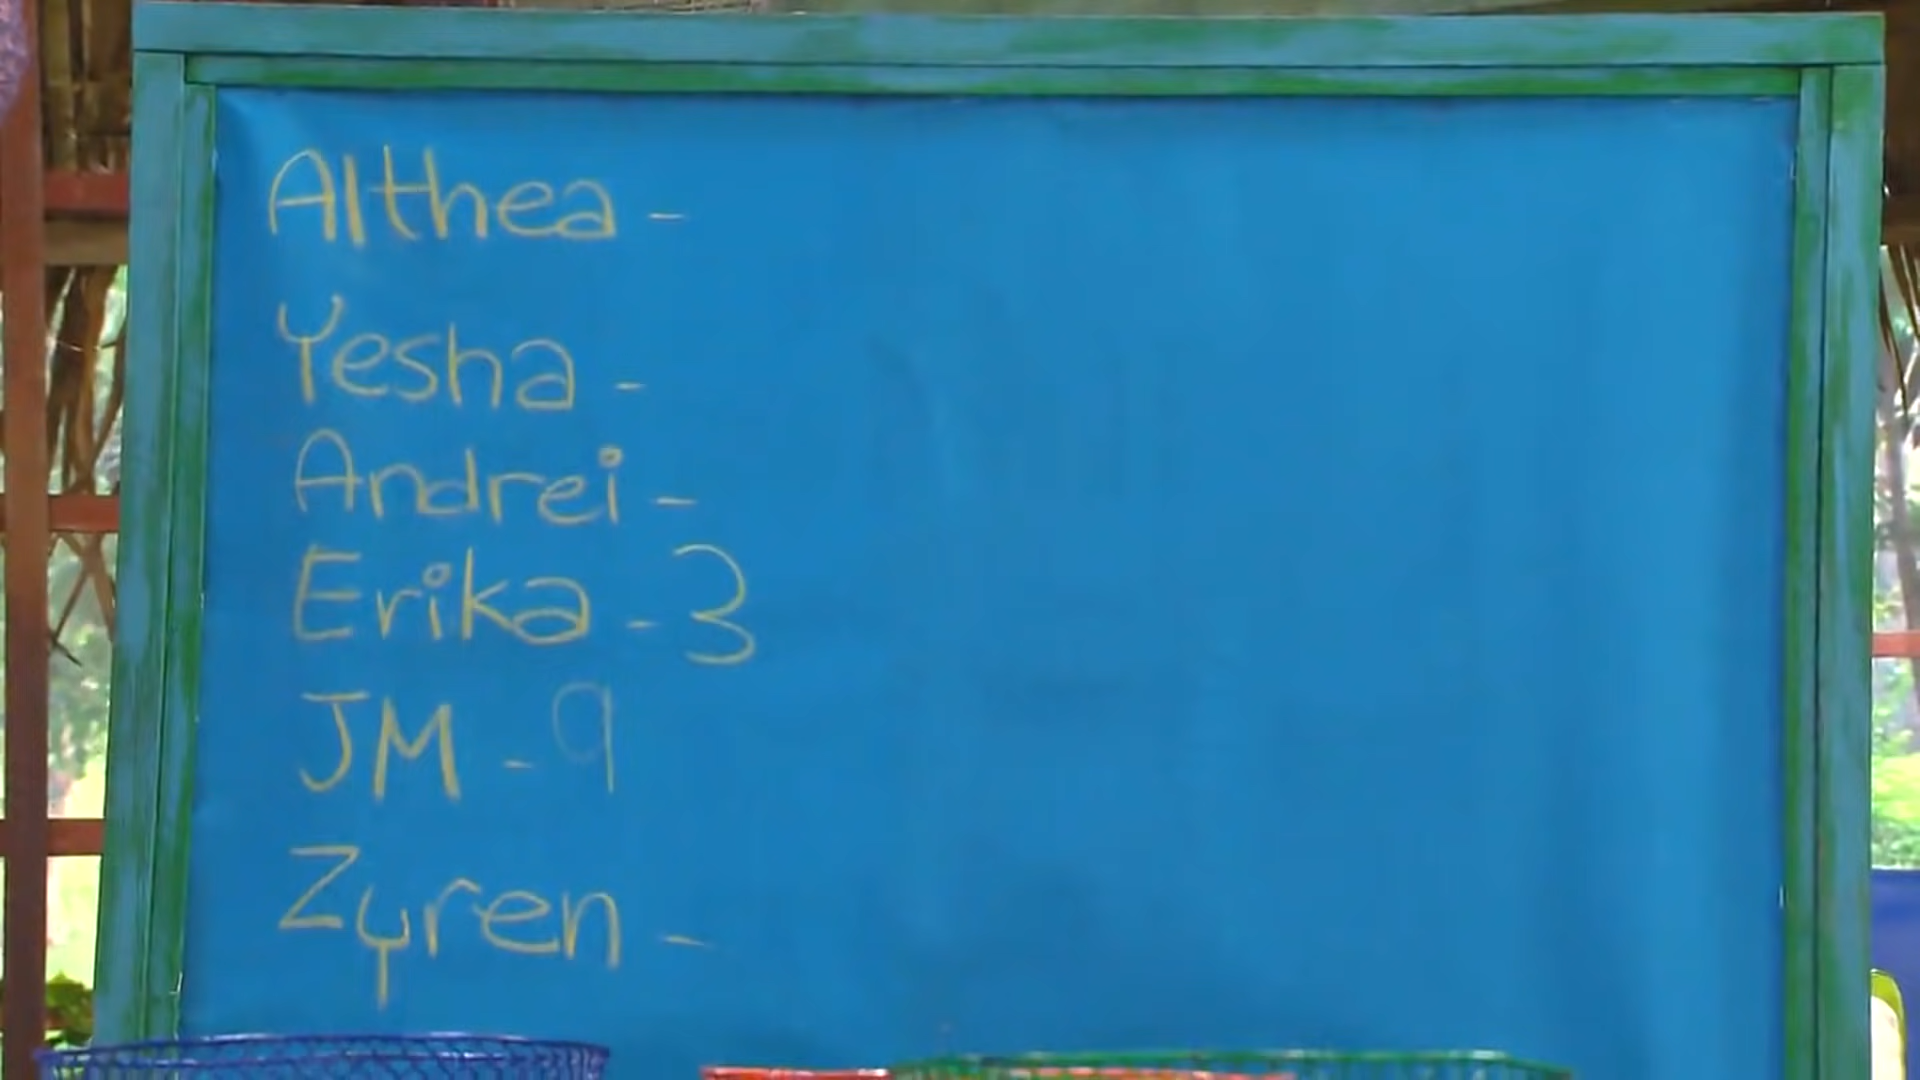 Althea -
Yesha -
Andrei -
Erika - 3
JM - 9
Zyren -